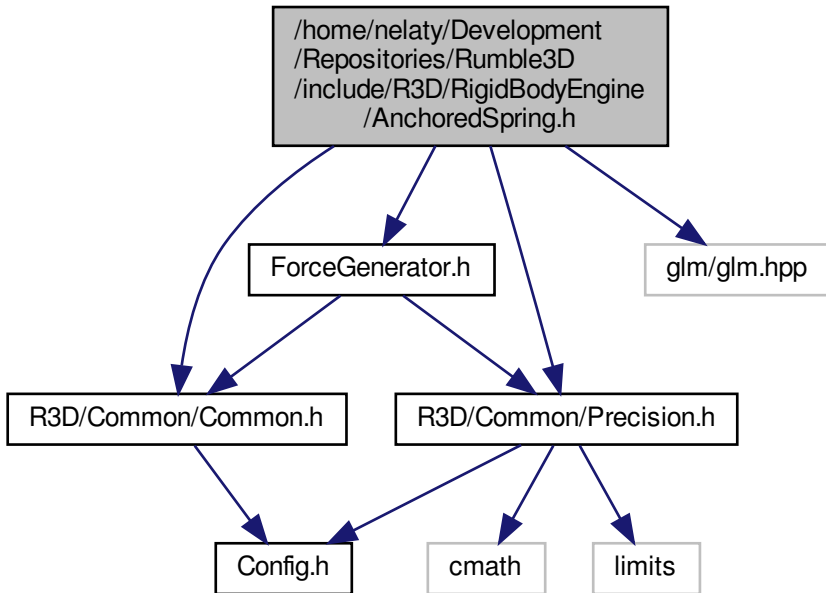 /home/nelaty/Development
/Repositories/Rumble3D
/include/R3D/RigidBodyEngine
/AnchoredSpring.h
ForceGenerator.h
glm/glm.hpp
R3D/Common/Common.h
R3D/Common/Precision.h
Config.h
cmath
limits